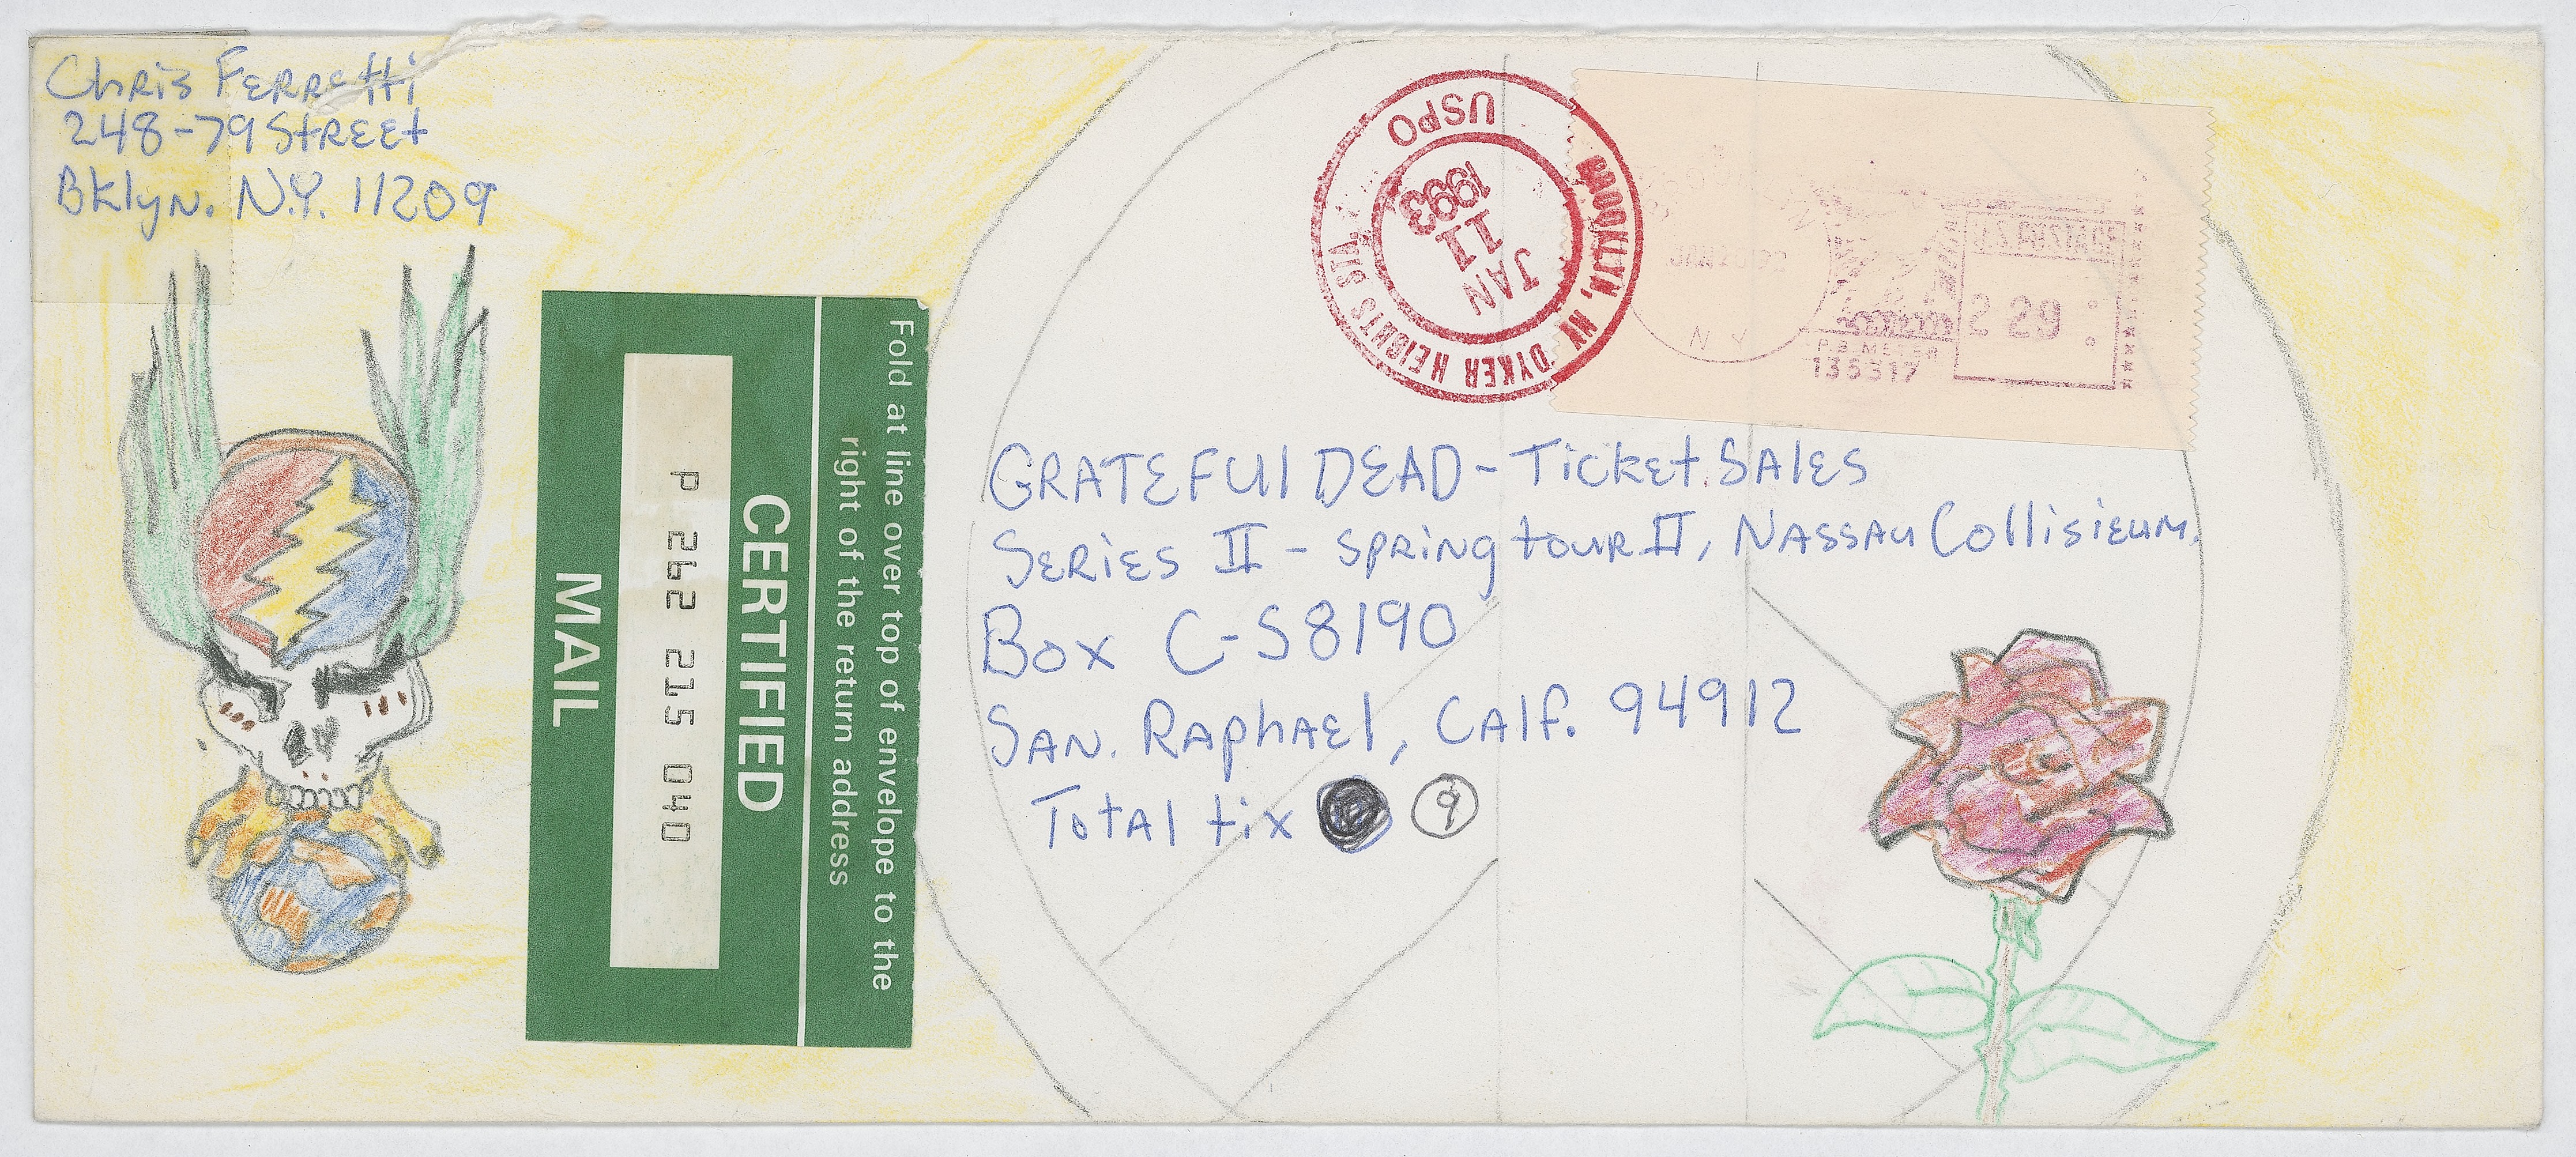 Chris Ferretti
248-79 Street
Bklyn. N.Y. 11209
USPO
BROOKLYN, NY DYKER HEIGHTS STA.
JAN
11
1993
N Y
U.S. POSTAGE
2 29
P.B. METER
135317
Fold at line over top of envelope to the
right of the return address
CERTIFIED
P 262 215 040
MAIL
GRATEFUl DEAD - Ticket SAlES
SERiES II - SpRiNg tour II, NASSAU Collisieum.
Box C-S8190
SAN. RAphAEl, CAlf. 94912
TotAl tix 9